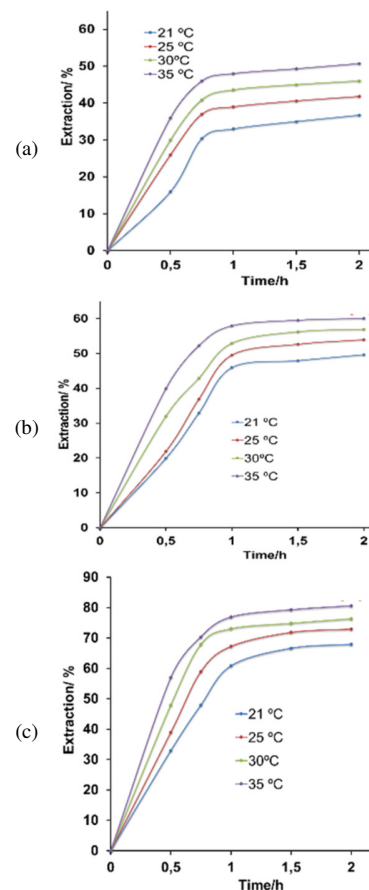 (a)
Extraction/ %
60
50
40
30
20
10
0
21 ºC
25 ºC
30ºC
35 ºC
0 0,5 1 1,5 2
Time/h
(b)
Extraction/ %
60
50
40
30
20
10
0
21 ºC
25 ºC
30ºC
35 ºC
0 0,5 1 1,5 2
Time/h
(c)
Extraction/ %
90
80
70
60
50
40
30
20
10
0
21 ºC
25 ºC
30ºC
35 ºC
0 0,5 1 1,5 2
Time/h